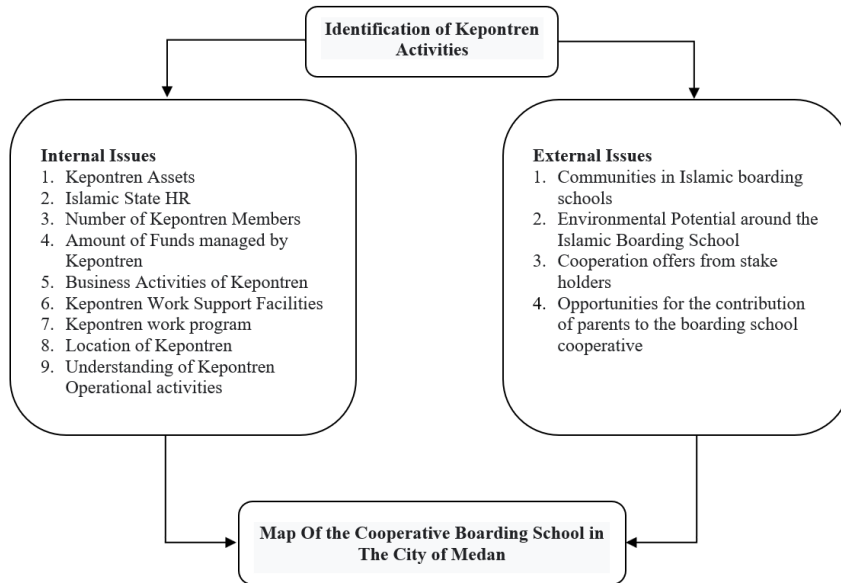 Identification of Kepontren
Activities
Internal Issues
1. Kepontren Assets
2. Islamic State HR
3. Number of Kepontren Members
4. Amount of Funds managed by
Kepontren
5. Business Activities of Kepontren
6. Kepontren Work Support Facilities
7. Kepontren work program
8. Location of Kepontren
9. Understanding of Kepontren
Operational activities
External Issues
1. Communities in Islamic boarding
schools
2. Environmental Potential around the
Islamic Boarding School
3. Cooperation offers from stake
holders
4. Opportunities for the contribution
of parents to the boarding school
cooperative
Map Of the Cooperative Boarding School in
The City of Medan